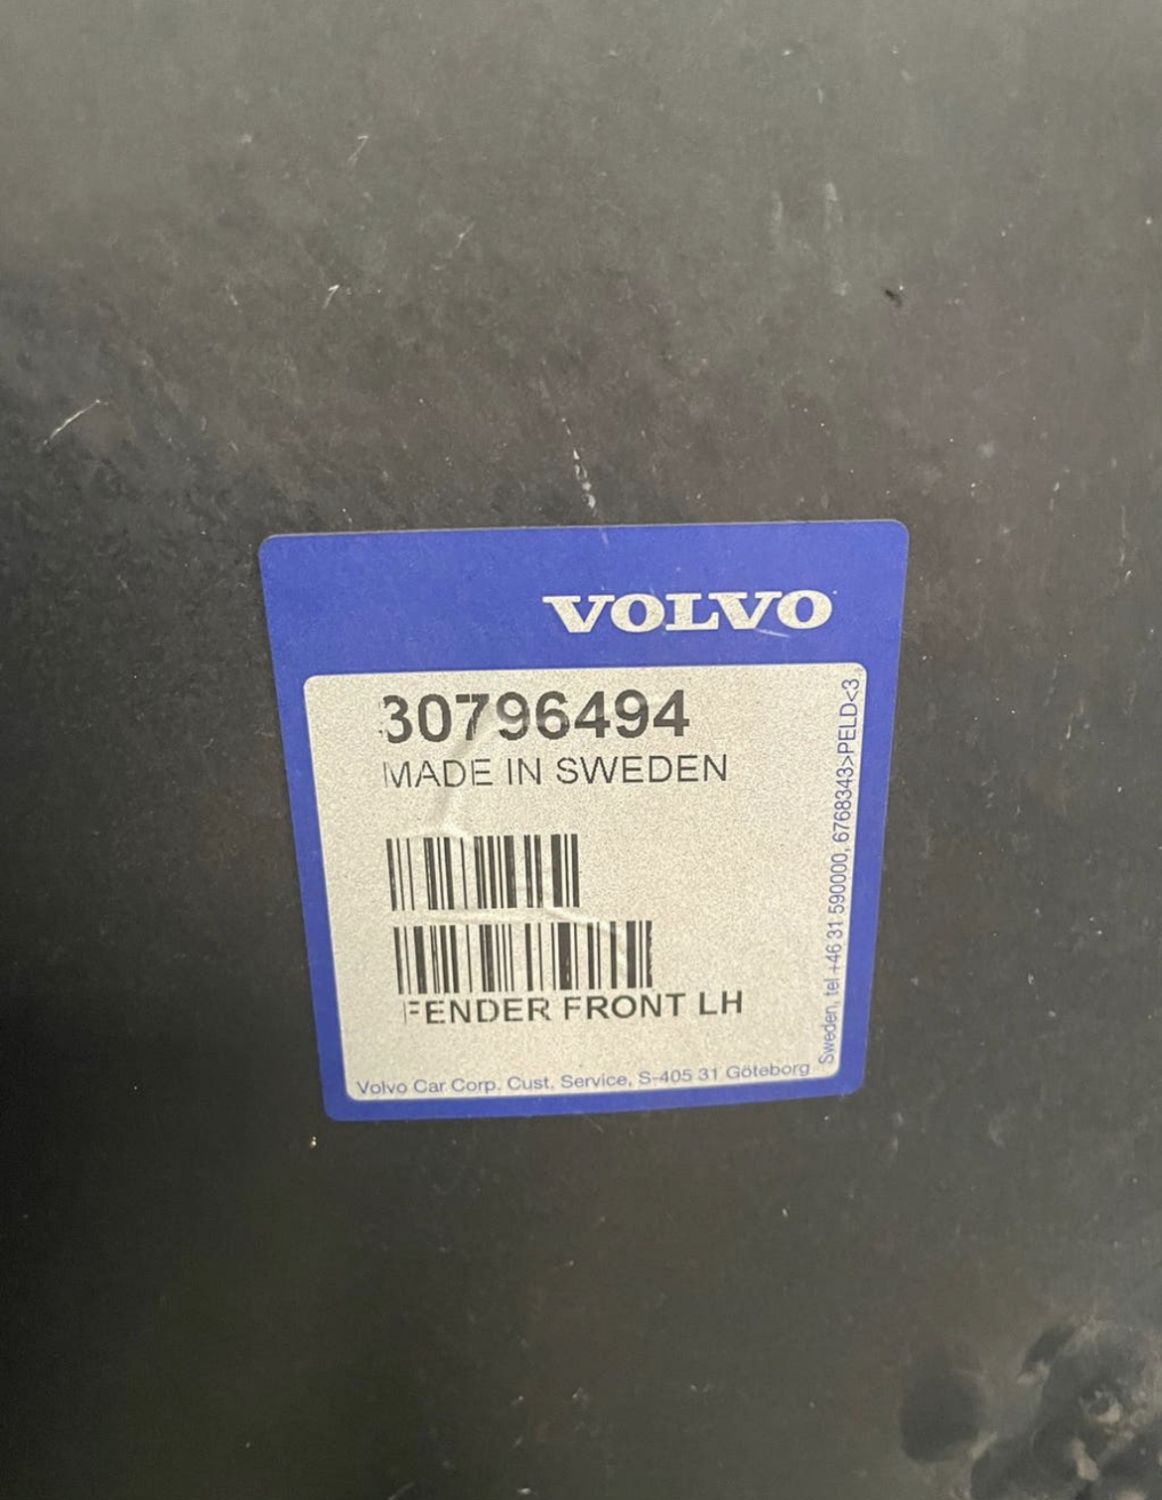 VOLVO
30796494
MADE IN SWEDEN
FENDER FRONT LH
Volvo Car Corp. Cust. Service, S-405 31 Göteborg
Sweden, tel +46 31 590000, 6768343>PELD<3